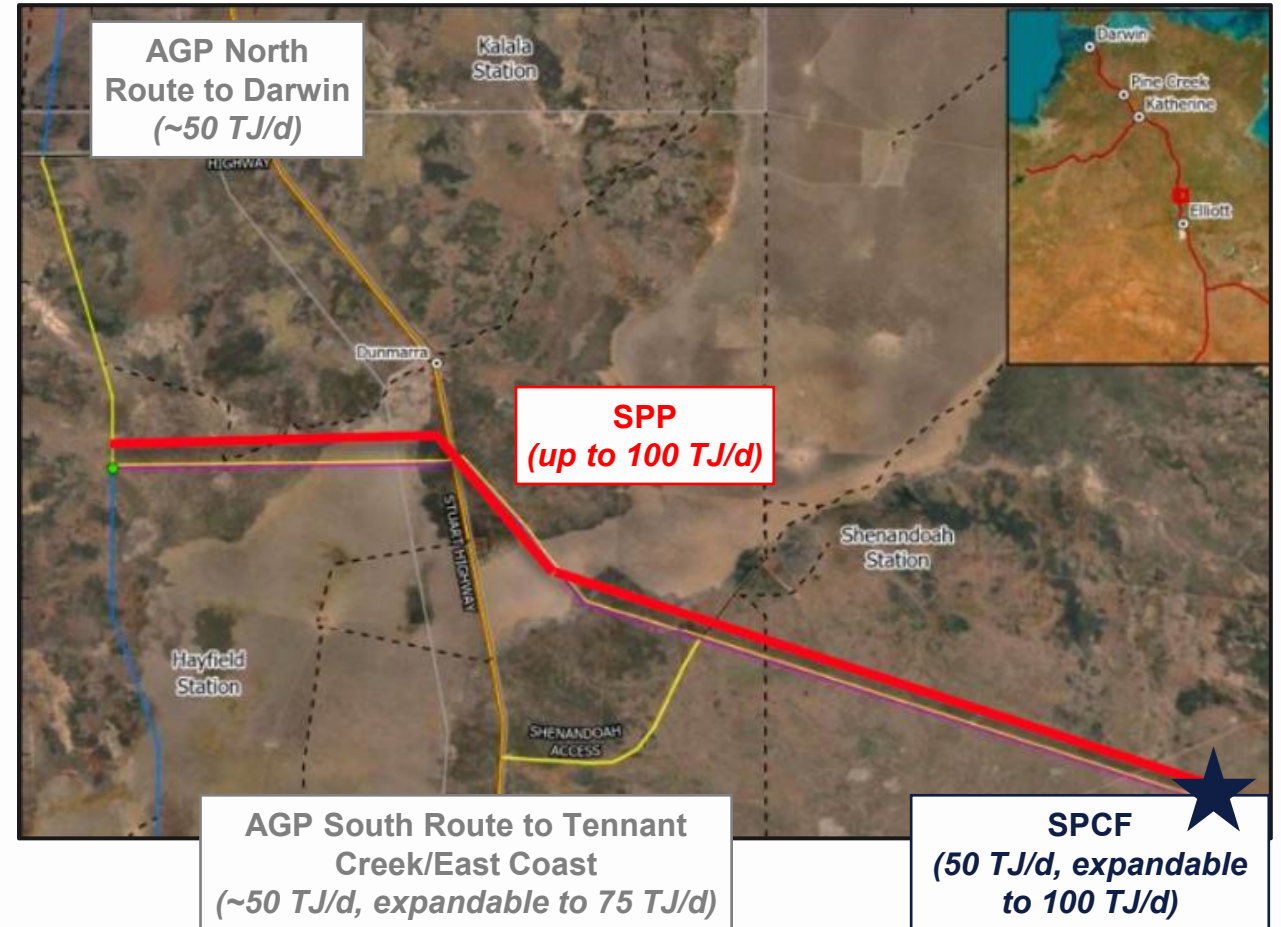 AGP North
Route to Darwin
(~50 TJ/d)
HIGHWAY
Kalala
Station
Darwin
Pine Creek
Katherine
Elliott
Dunmarra
SPP
(up to 100 TJ/d)
STUART HIGHWAY
Shenandoah
Station
Hayfield
Station
SHENANDOAH
ACCESS
AGP South Route to Tennant
Creek/East Coast
(~50 TJ/d, expandable to 75 TJ/d)
SPCF
(50 TJ/d, expandable
to 100 TJ/d)